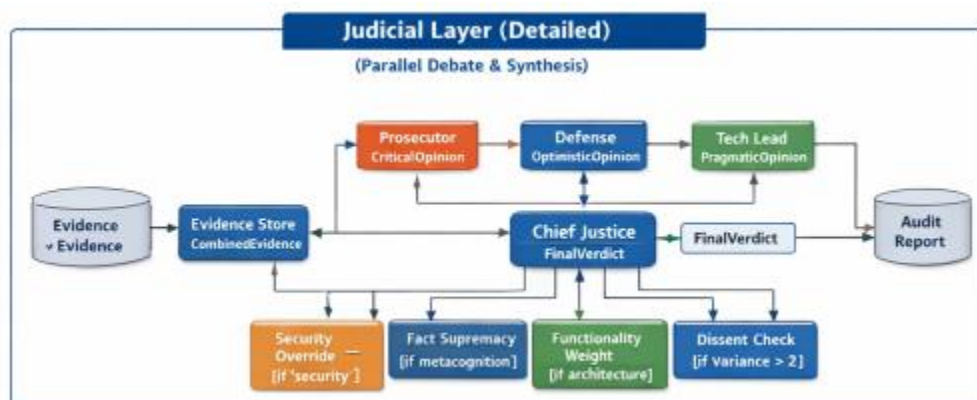 Judicial Layer (Detailed)
(Parallel Debate & Synthesis)
Prosecutor
CriticalOpinion
Defense
OptimisticOpinion
Tech Lead
PragmaticOpinion
Evidence
Evidence
Evidence Store
CombinedEvidence
Chief Justice
FinalVerdict
FinalVerdict
Audit
Report
Security
Override —
[if 'security']
Fact Supremacy
[if metacognition]
Functionality
Weight
[if architecture]
Dissent Check
[if Variance > 2]